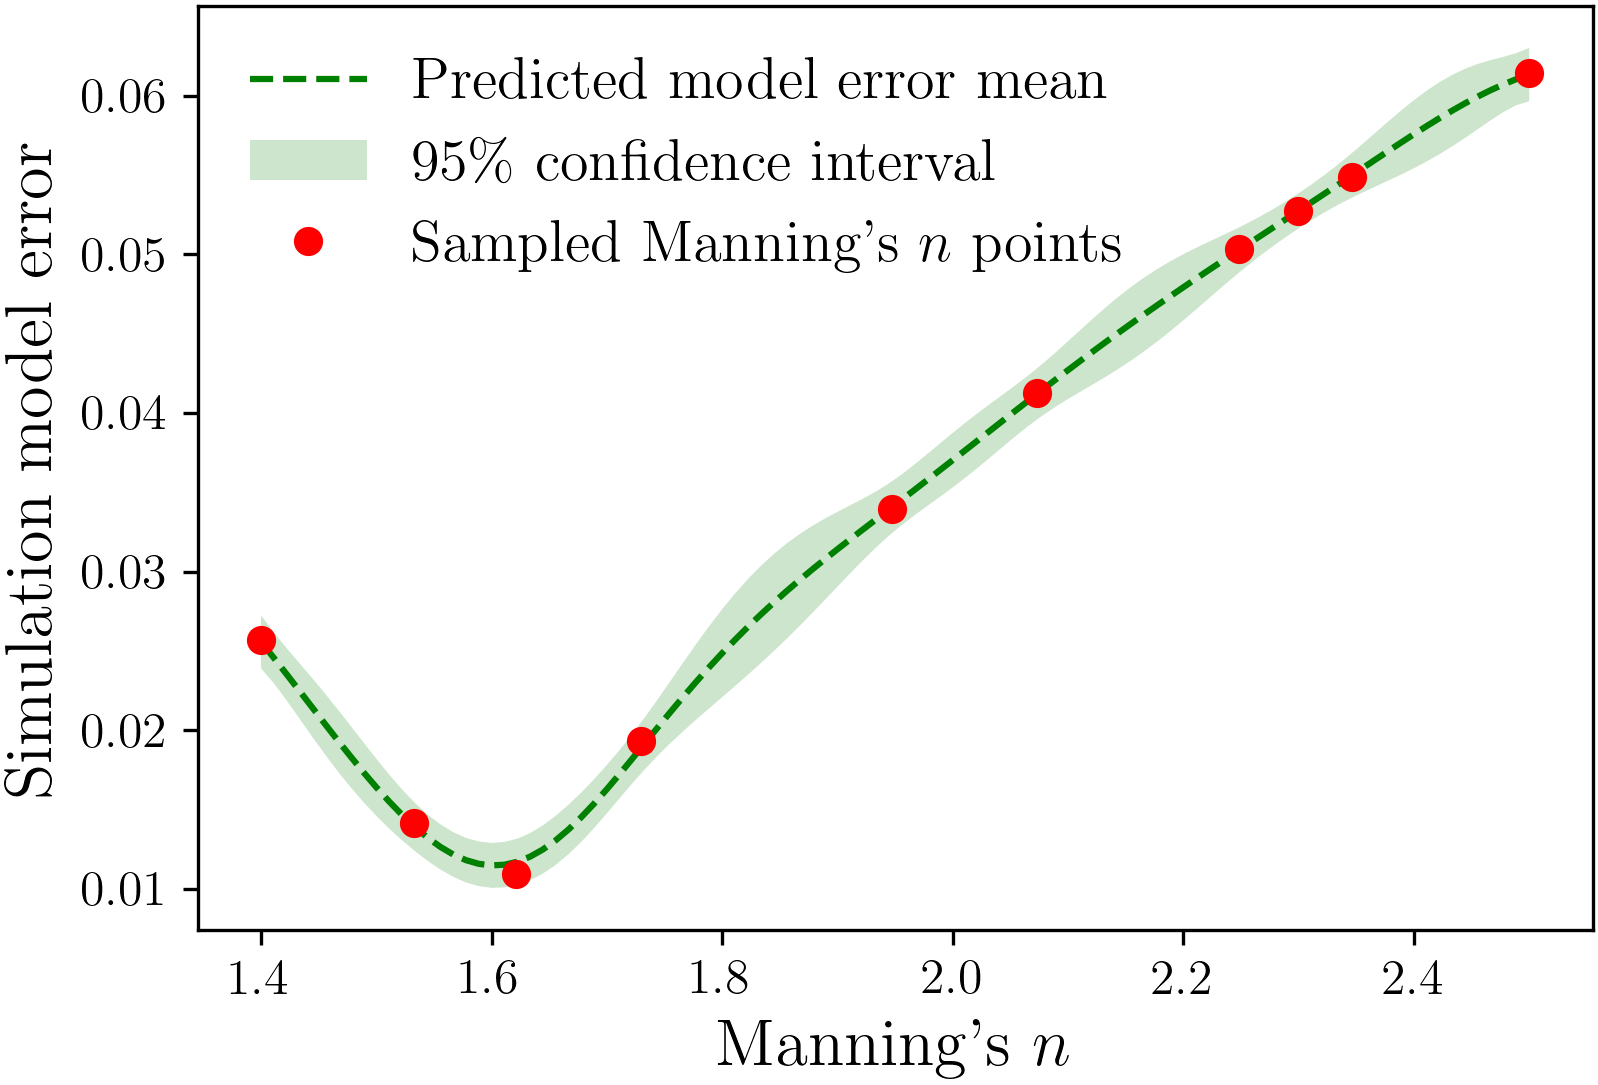 Predicted model error mean
95% confidence interval
Sampled Manning's n points
Simulation model error
0.06
0.05
0.04
0.03
0.02
0.01
1.4 1.6 1.8 2.0 2.2 2.4
Manning's n